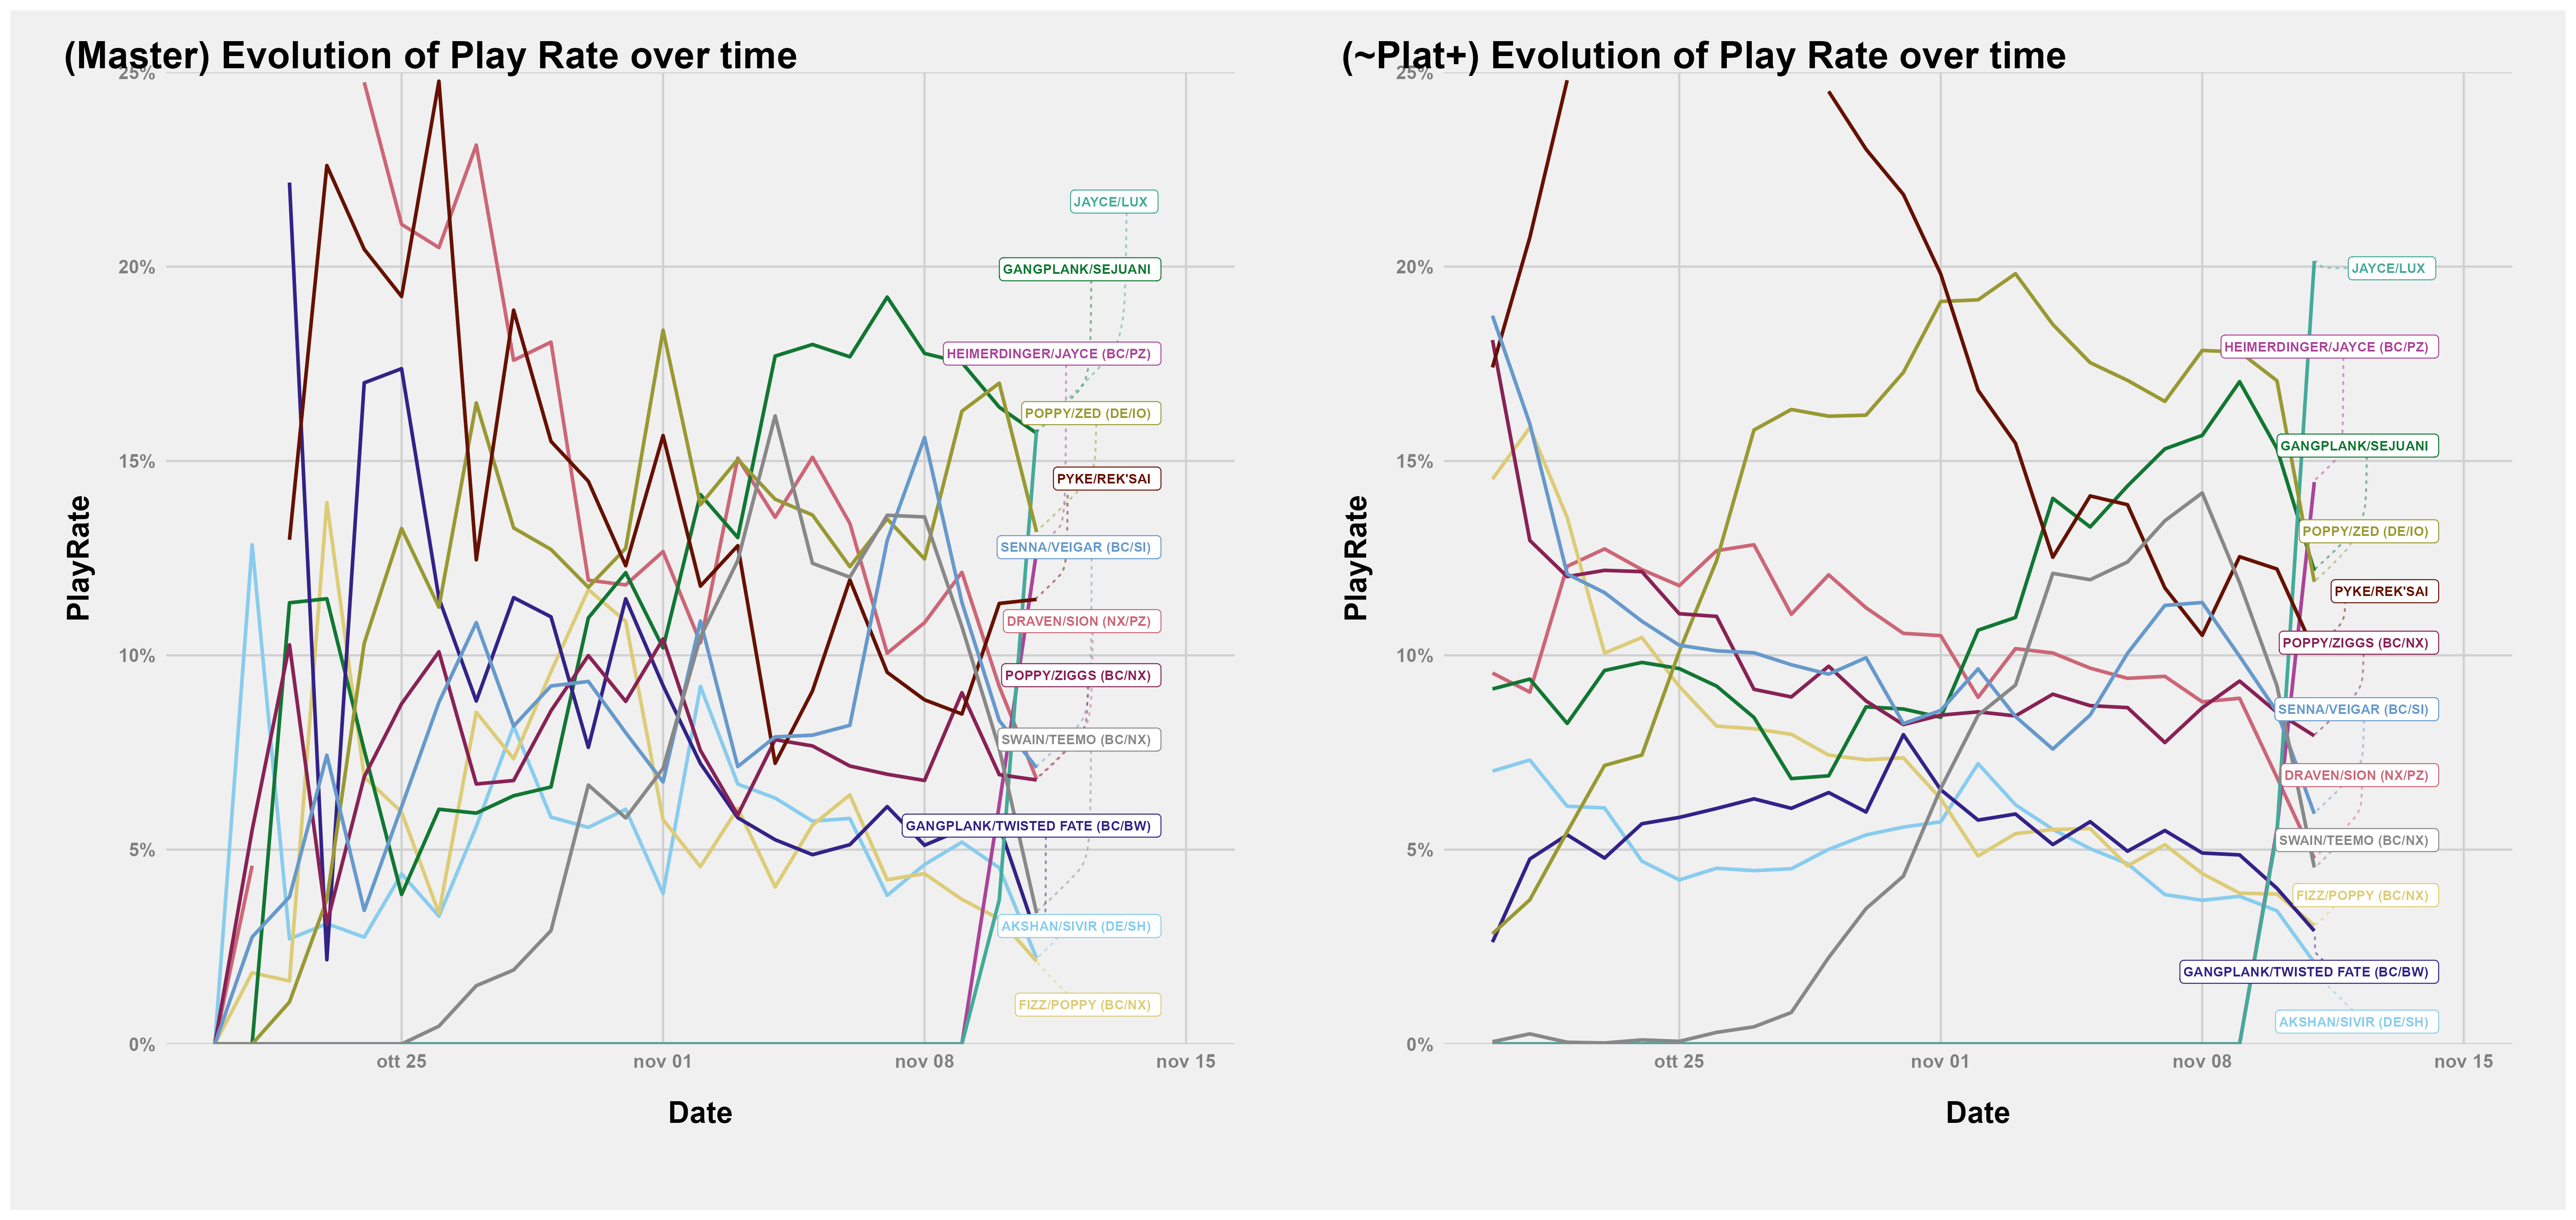 (Master) Evolution of Play Rate over time
25%
20%
15%
10%
5%
0%
PlayRate
JAYCE/LUX
GANGPLANK/SEJUANI
HEIMERDINGER/JAYCE (BC/PZ)
POPPY/ZED (DE/IO)
PYKE/REK'SAI
SENNA/VEIGAR (BC/SI)
DRAVEN/SION (NX/PZ)
POPPY/ZIGGS (BC/NX)
SWAIN/TEEMO (BC/NX)
GANGPLANK/TWISTED FATE (BC/BW)
AKSHAN/SIVIR (DE/SH)
FIZZ/POPPY (BC/NX)
ott 25
nov 01
nov 08
nov 15
Date
(~Plat+) Evolution of Play Rate over time
25%
20%
15%
10%
5%
0%
PlayRate
JAYCE/LUX
HEIMERDINGER/JAYCE (BC/PZ)
GANGPLANK/SEJUANI
POPPY/ZED (DE/IO)
PYKE/REK'SAI
POPPY/ZIGGS (BC/NX)
SENNA/VEIGAR (BC/SI)
DRAVEN/SION (NX/PZ)
SWAIN/TEEMO (BC/NX)
FIZZ/POPPY (BC/NX)
GANGPLANK/TWISTED FATE (BC/BW)
AKSHAN/SIVIR (DE/SH)
ott 25
nov 01
nov 08
nov 15
Date